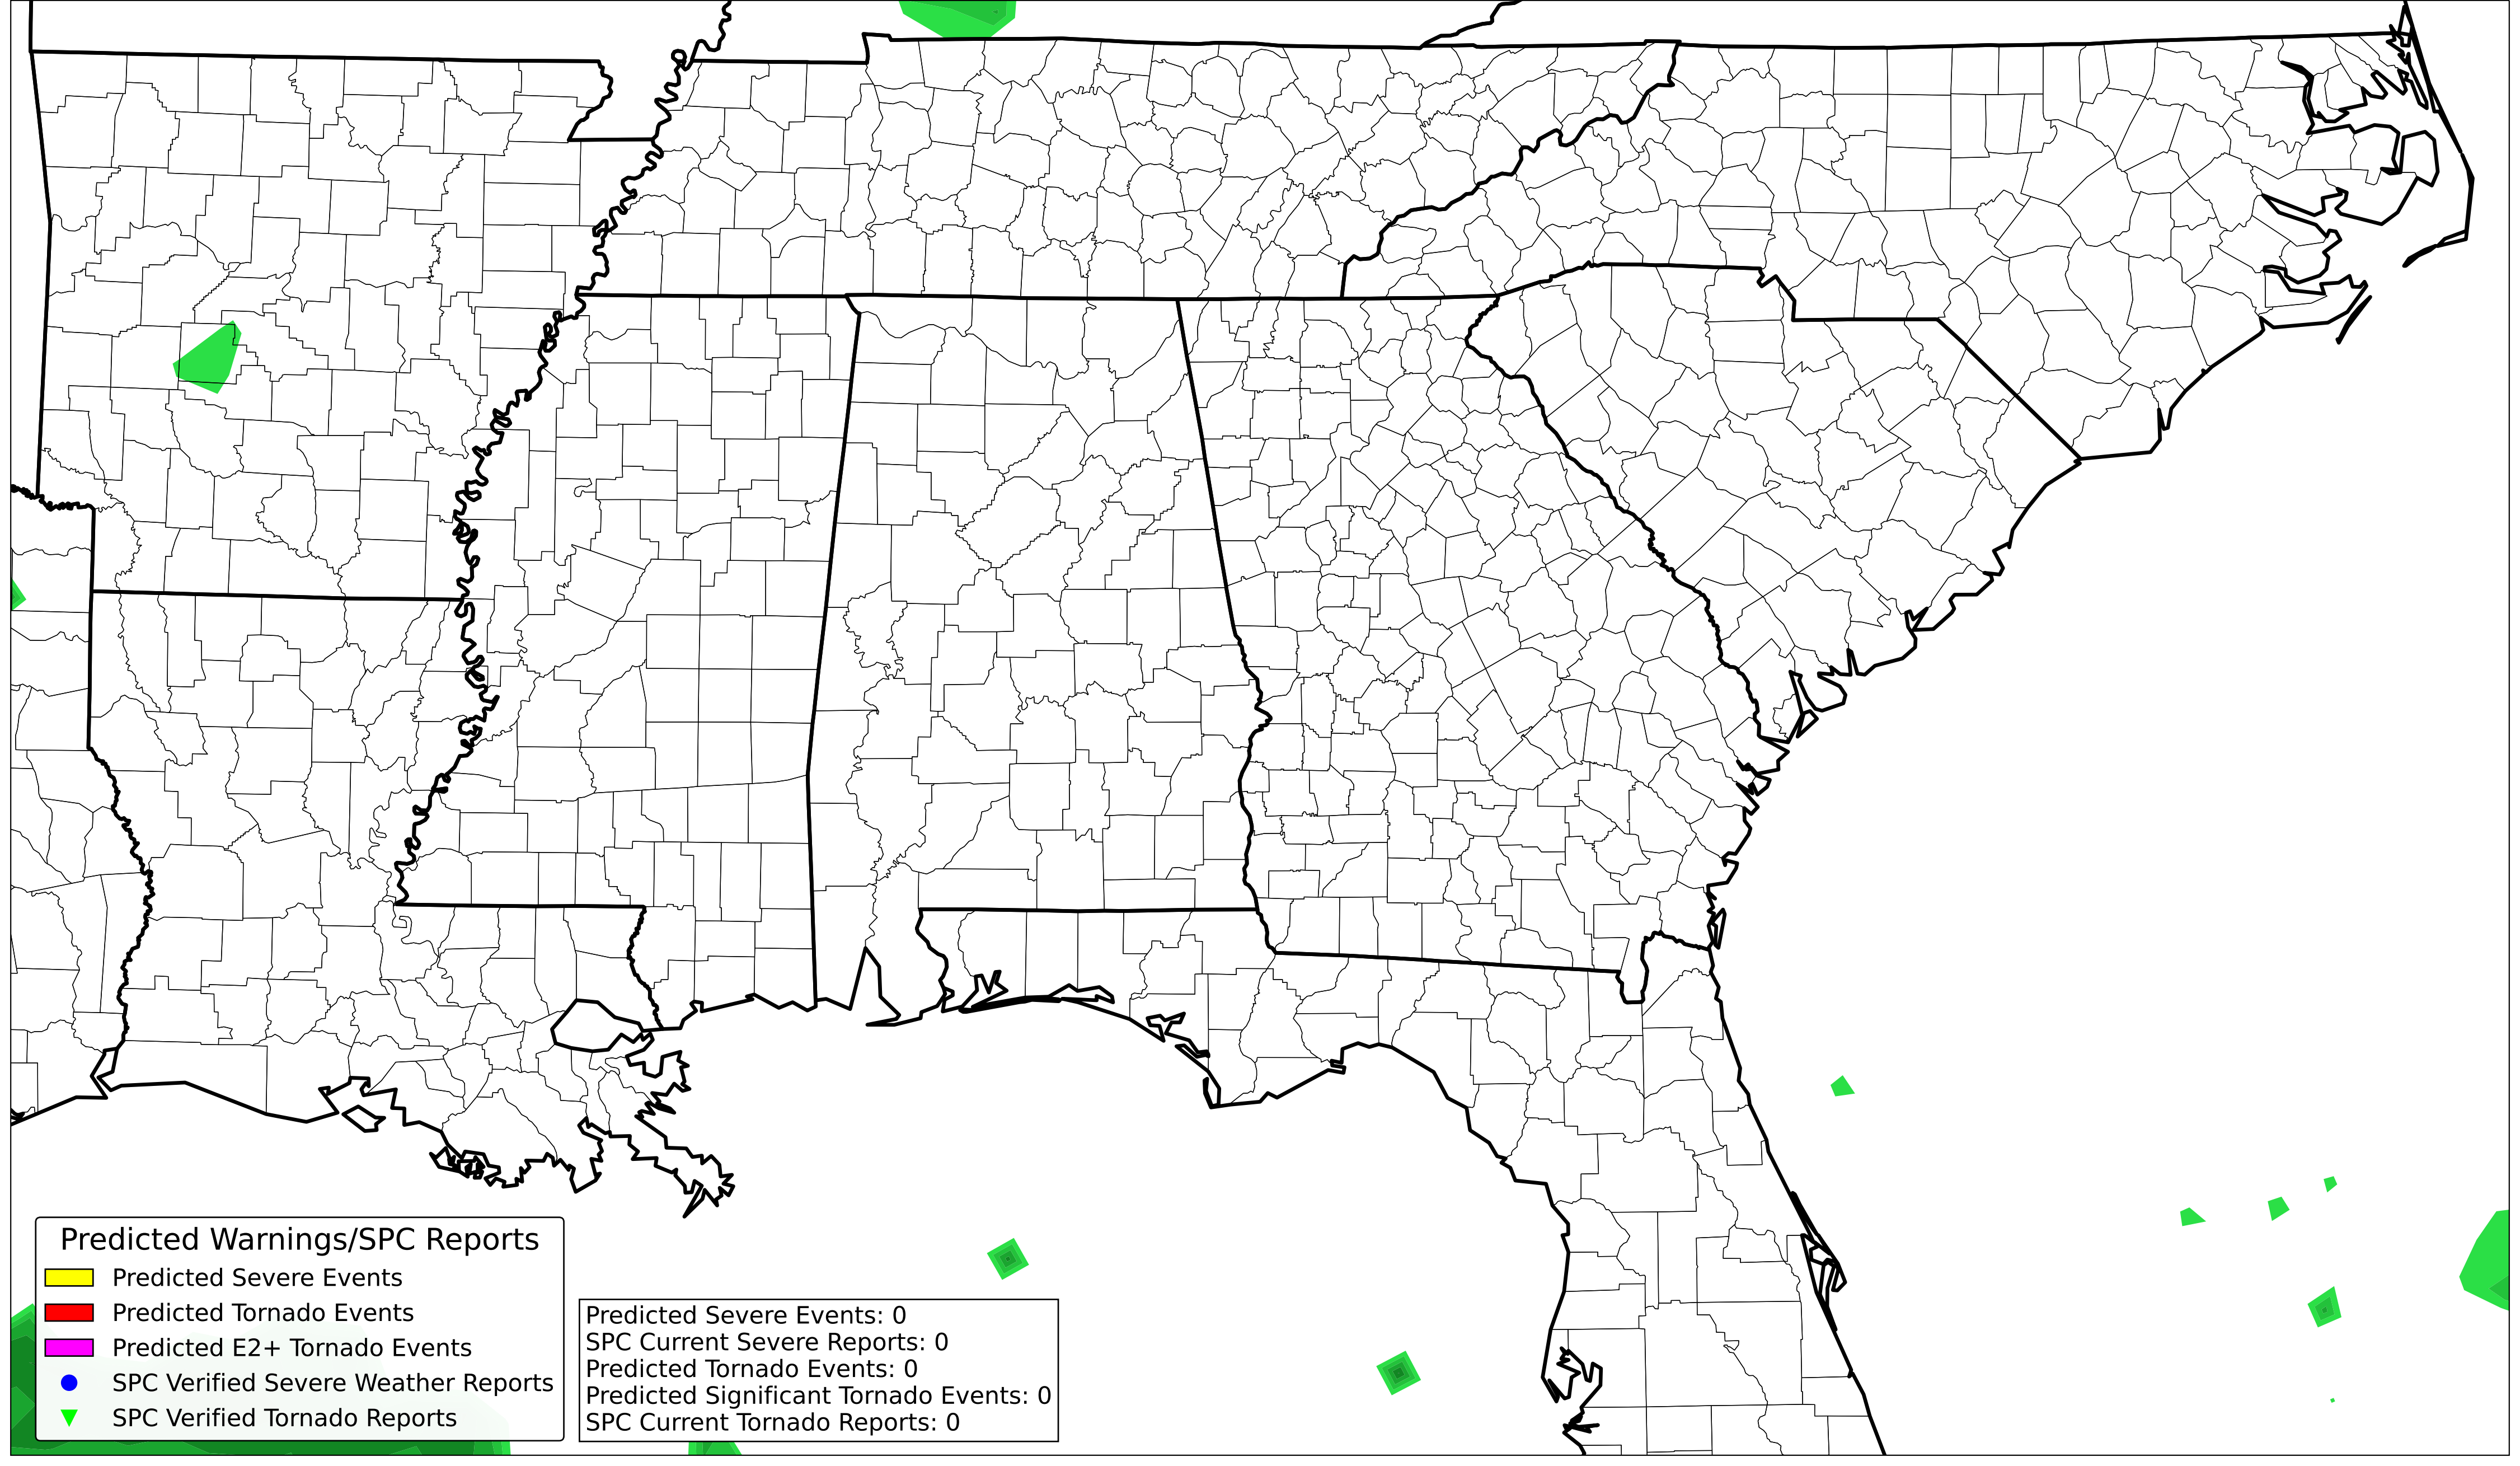 Predicted Warnings/SPC Reports
Predicted Severe Events
Predicted Tornado Events
Predicted E2+ Tornado Events
SPC Verified Severe Weather Reports
SPC Verified Tornado Reports
Predicted Severe Events: 0
SPC Current Severe Reports: 0
Predicted Tornado Events: 0
Predicted Significant Tornado Events: 0
SPC Current Tornado Reports: 0